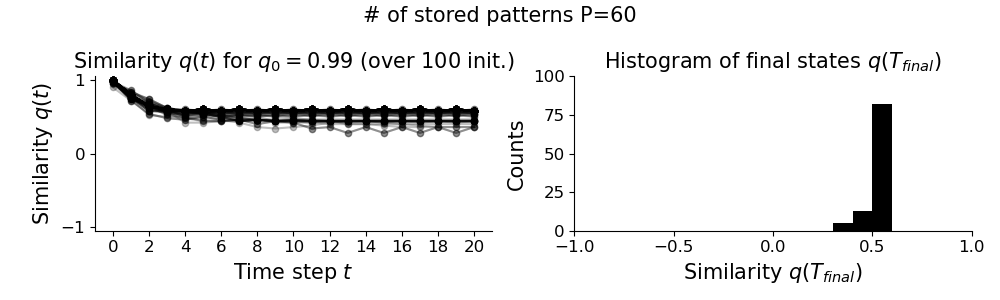 # of stored patterns P=60
Similarity q(t) for q₀ = 0.99 (over 100 init.)
Similarity q(t)
1
0
−1
0 2 4 6 8 10 12 14 16 18 20
Time step t
Histogram of final states q(T_final)
Counts
100
75
50
25
0
−1.0 −0.5 0.0 0.5 1.0
Similarity q(T_final)